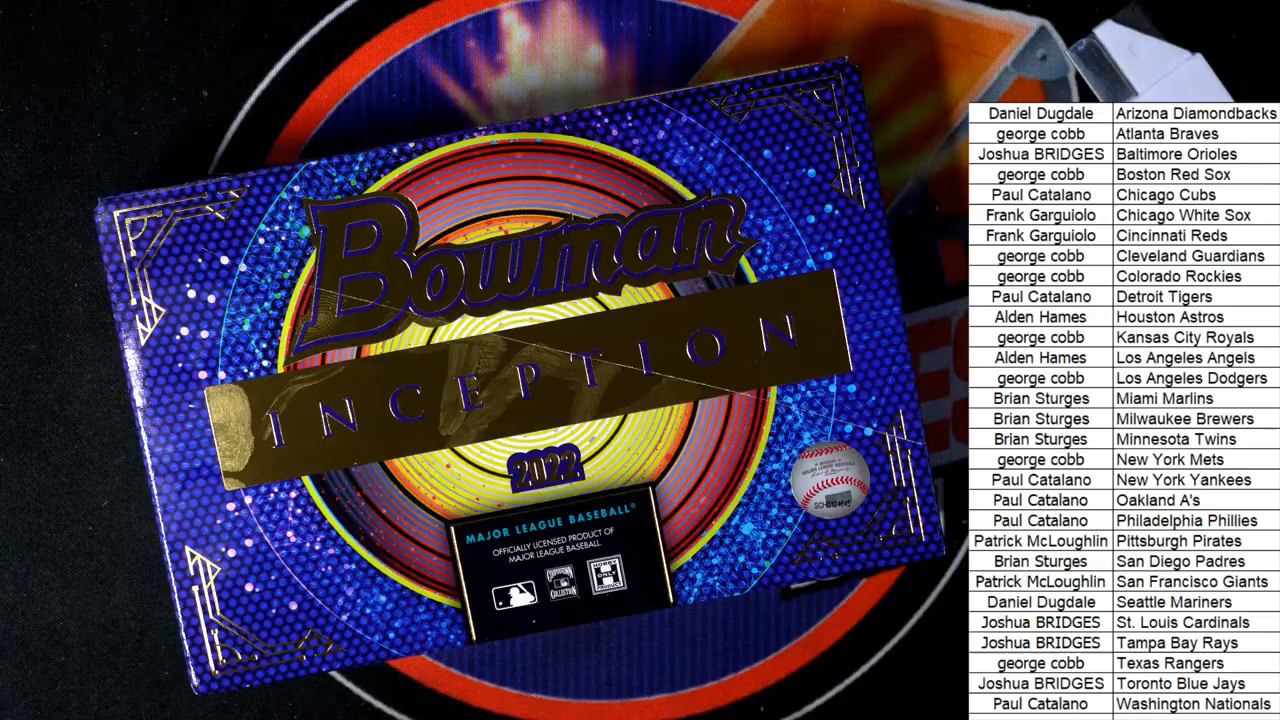 Bowman
INCEPTION
2022
MAJOR LEAGUE BASEBALL®
OFFICIALLY LICENSED PRODUCT OF
MAJOR LEAGUE BASEBALL.
COOPERSTOWN
COLLECTION
HOBBY
ONLY
PRODUCT
Daniel Dugdale Arizona Diamondbacks
george cobb Atlanta Braves
Joshua BRIDGES Baltimore Orioles
george cobb Boston Red Sox
Paul Catalano Chicago Cubs
Frank Garguiolo Chicago White Sox
Frank Garguiolo Cincinnati Reds
george cobb Cleveland Guardians
george cobb Colorado Rockies
Paul Catalano Detroit Tigers
Alden Hames Houston Astros
george cobb Kansas City Royals
Alden Hames Los Angeles Angels
george cobb Los Angeles Dodgers
Brian Sturges Miami Marlins
Brian Sturges Milwaukee Brewers
Brian Sturges Minnesota Twins
george cobb New York Mets
Paul Catalano New York Yankees
Paul Catalano Oakland A's
Paul Catalano Philadelphia Phillies
Patrick McLoughlin Pittsburgh Pirates
Brian Sturges San Diego Padres
Patrick McLoughlin San Francisco Giants
Daniel Dugdale Seattle Mariners
Joshua BRIDGES St. Louis Cardinals
Joshua BRIDGES Tampa Bay Rays
george cobb Texas Rangers
Joshua BRIDGES Toronto Blue Jays
Paul Catalano Washington Nationals